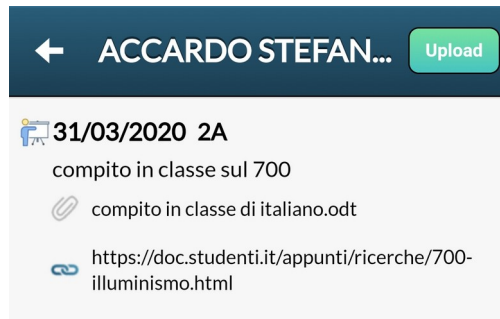 ACCARDO STEFAN...
Upload
31/03/2020 2A
compito in classe sul 700
compito in classe di italiano.odt
https://doc.studenti.it/appunti/ricerche/700-
illuminismo.html